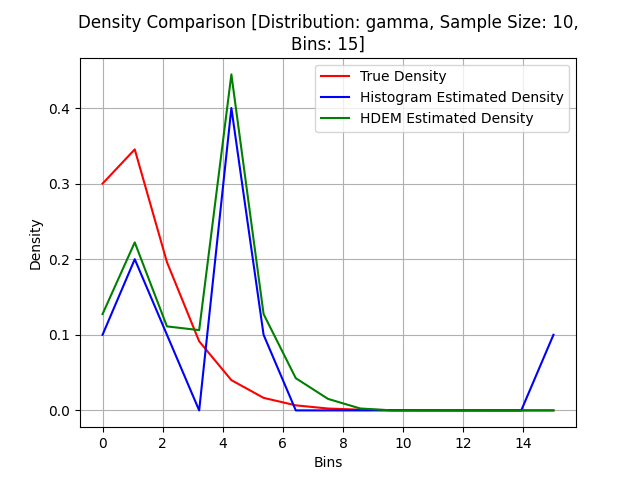 Density Comparison [Distribution: gamma, Sample Size: 10,
Bins: 15]
True Density
Histogram Estimated Density
HDEM Estimated Density
Density
0.4
0.3
0.2
0.1
0.0
0 2 4 6 8 10 12 14
Bins